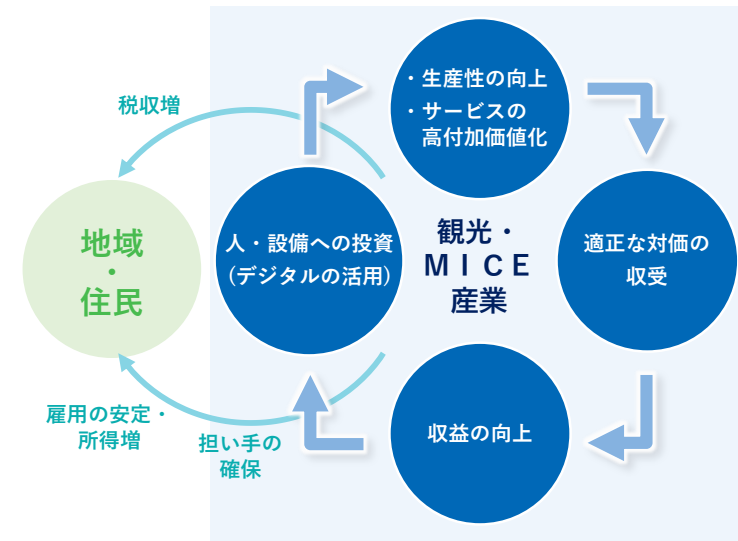 ・生産性の向上
・サービスの
高付加価値化
税収増
地域
・
住民
人・設備への投資
(デジタルの活用)
観光・
ＭＩＣＥ
産業
適正な対価の
収受
収益の向上
雇用の安定・
所得増
担い手の
確保